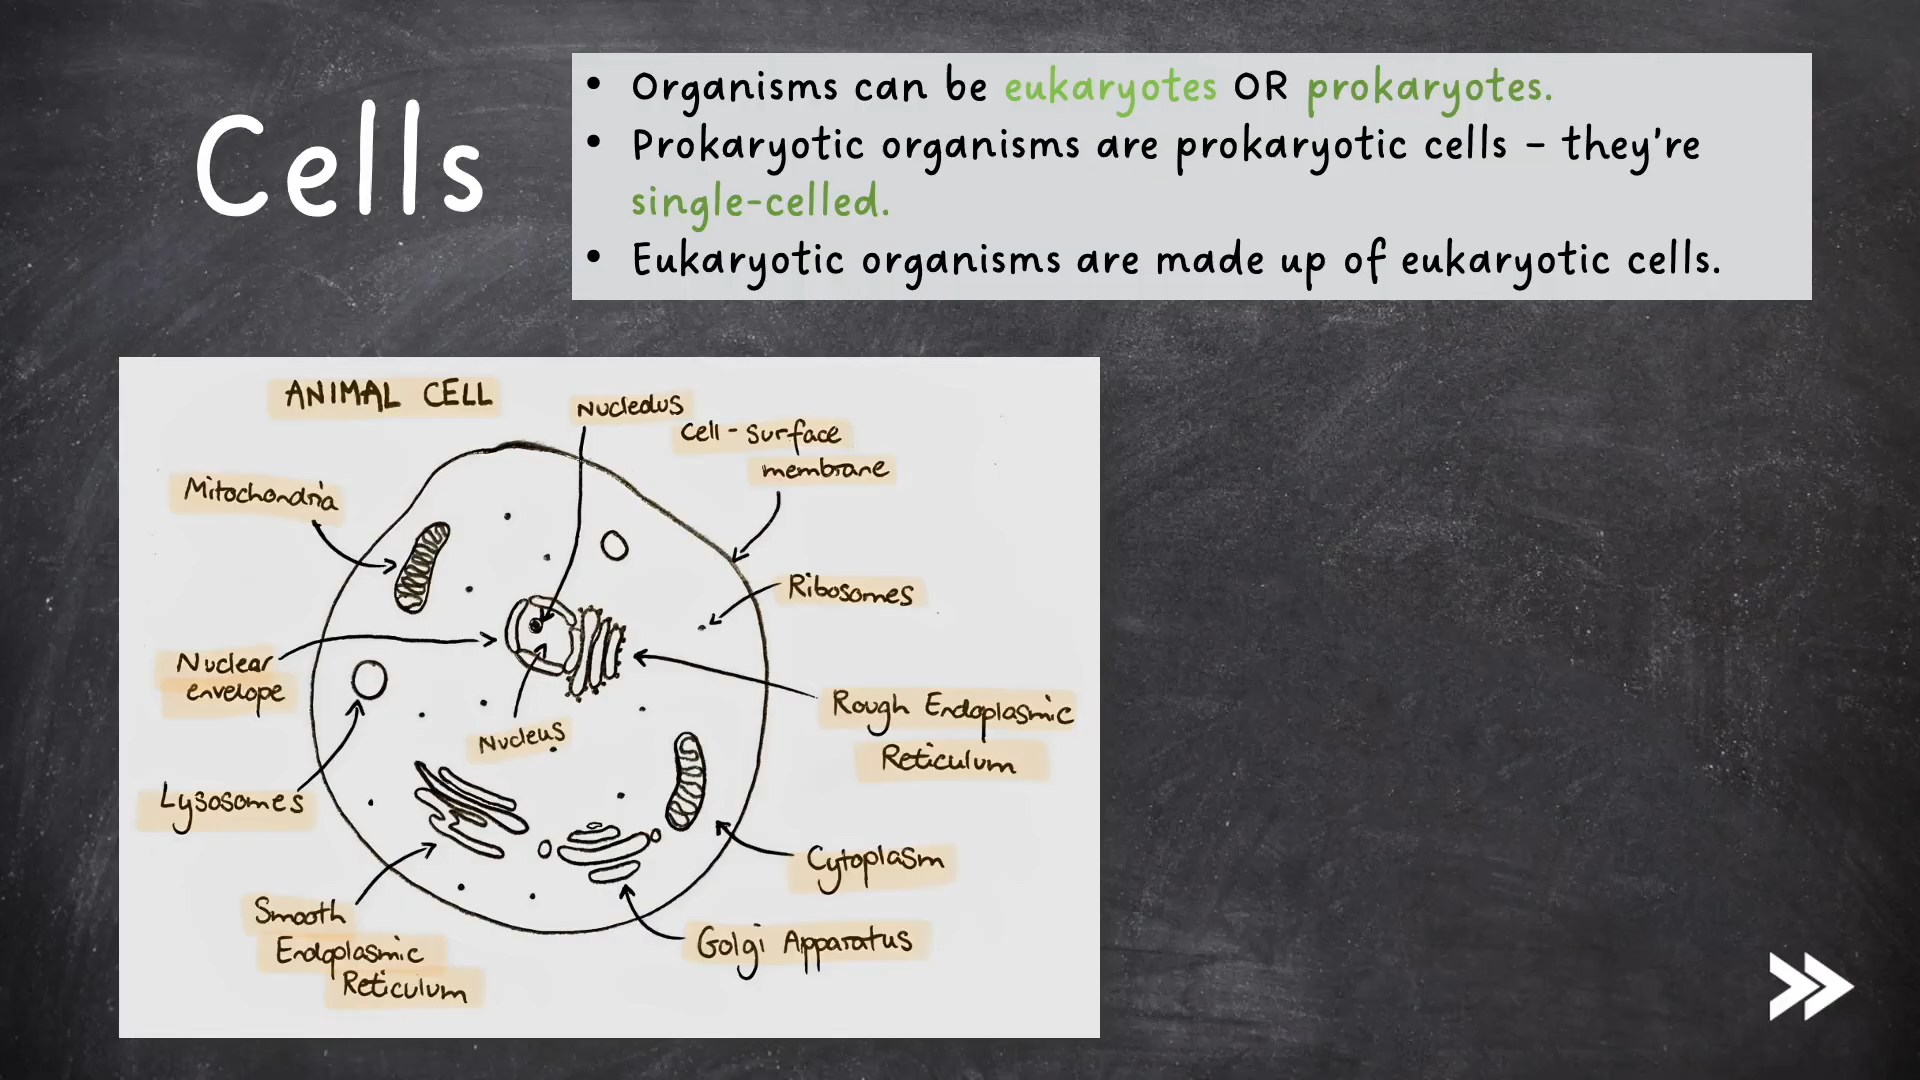 Cells
• Organisms can be eukaryotes OR prokaryotes.
• Prokaryotic organisms are prokaryotic cells – they're
single-celled.
• Eukaryotic organisms are made up of eukaryotic cells.
ANIMAL CELL
Nucleolus
Cell-surface
membrane
Mitochondria
Ribosomes
Nuclear
envelope
Nucleus
Rough Endoplasmic
Reticulum
Lysosomes
Cytoplasm
Smooth
Endoplasmic
Reticulum
Golgi Apparatus